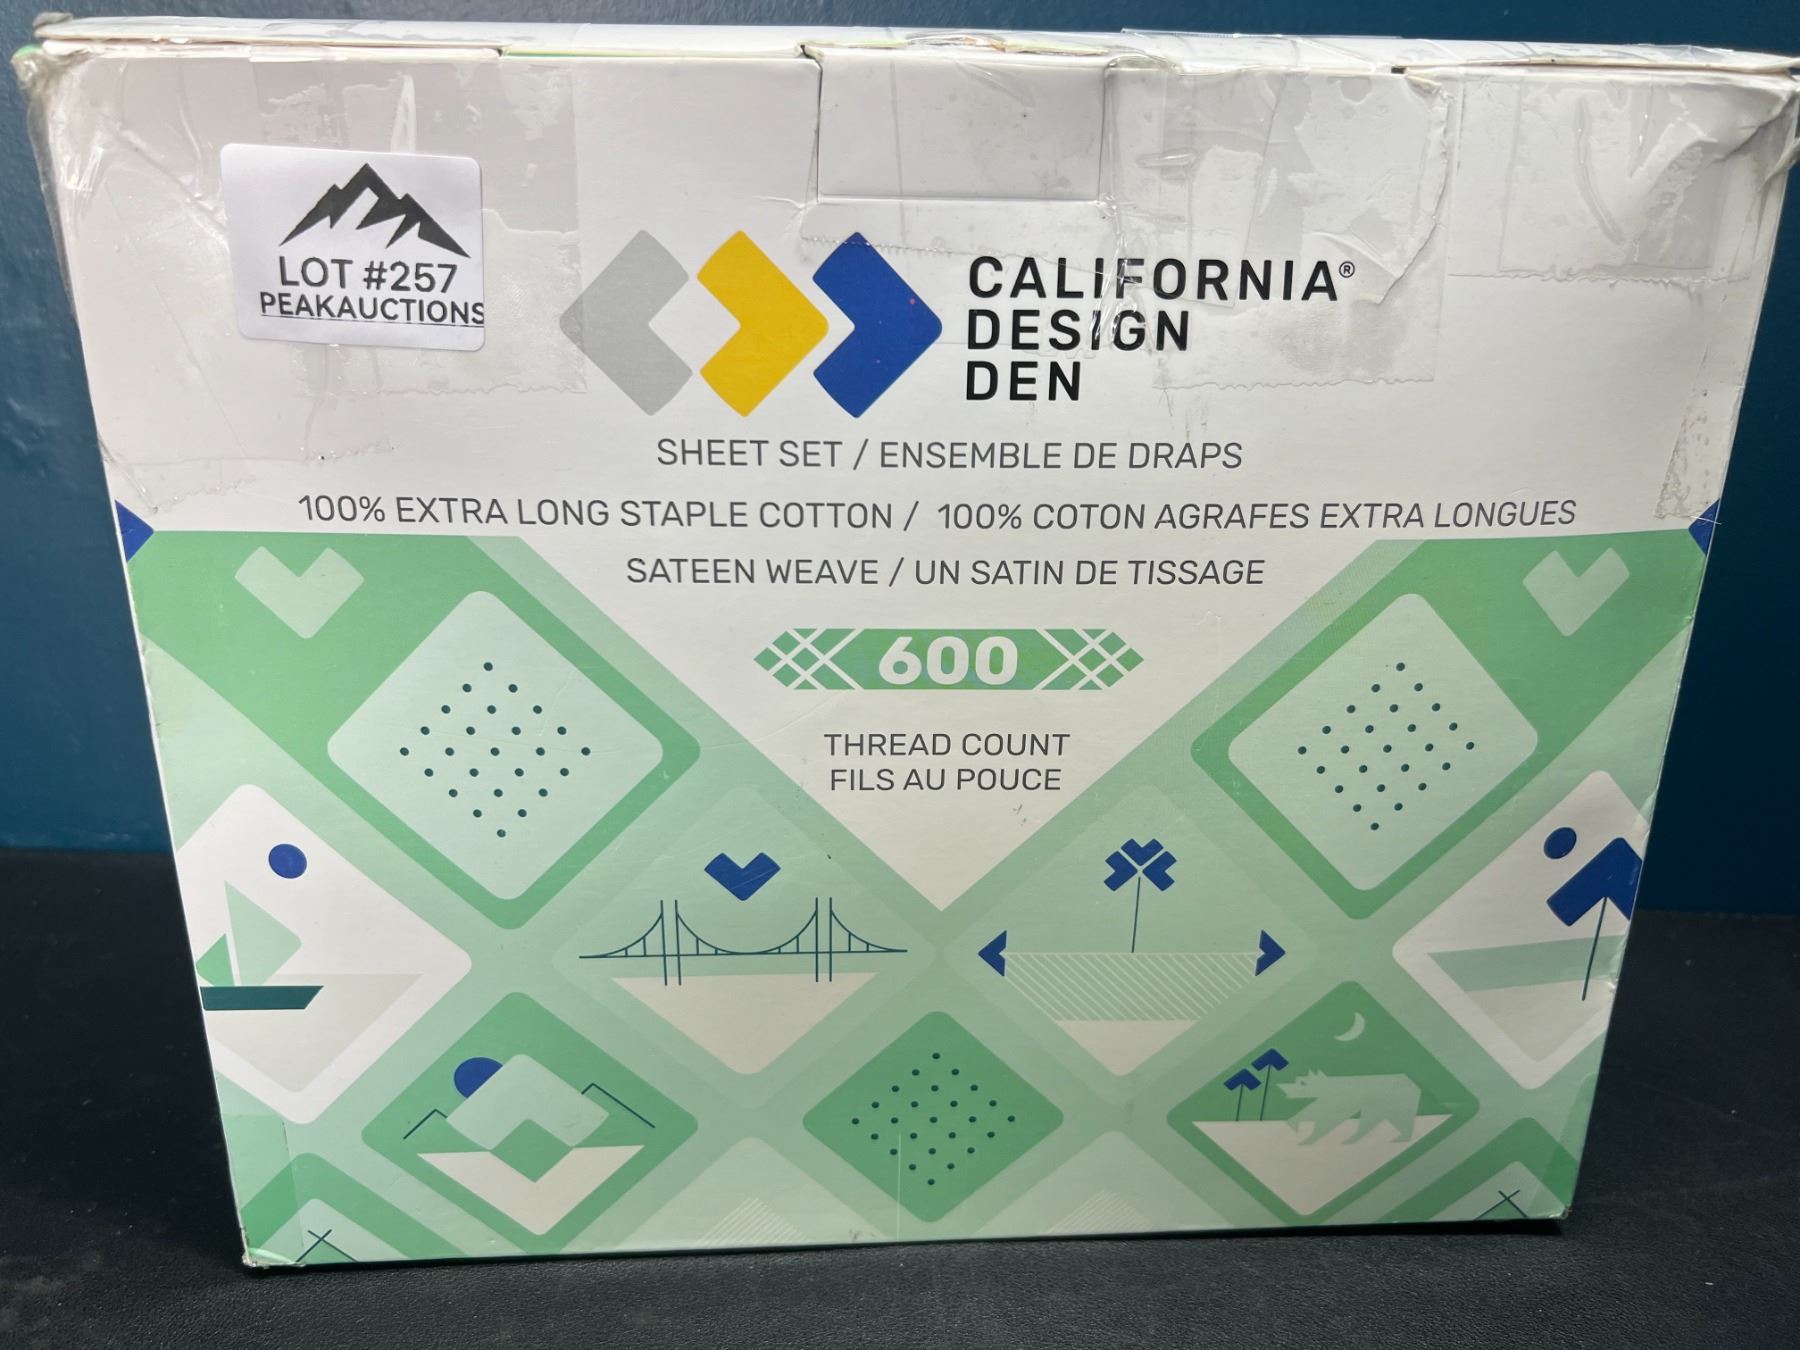 LOT #257
PEAKAUCTIONS
CALIFORNIA®
DESIGN
DEN
SHEET SET / ENSEMBLE DE DRAPS
100% EXTRA LONG STAPLE COTTON / 100% COTON AGRAFES EXTRA LONGUES
SATEEN WEAVE / UN SATIN DE TISSAGE
600
THREAD COUNT
FILS AU POUCE